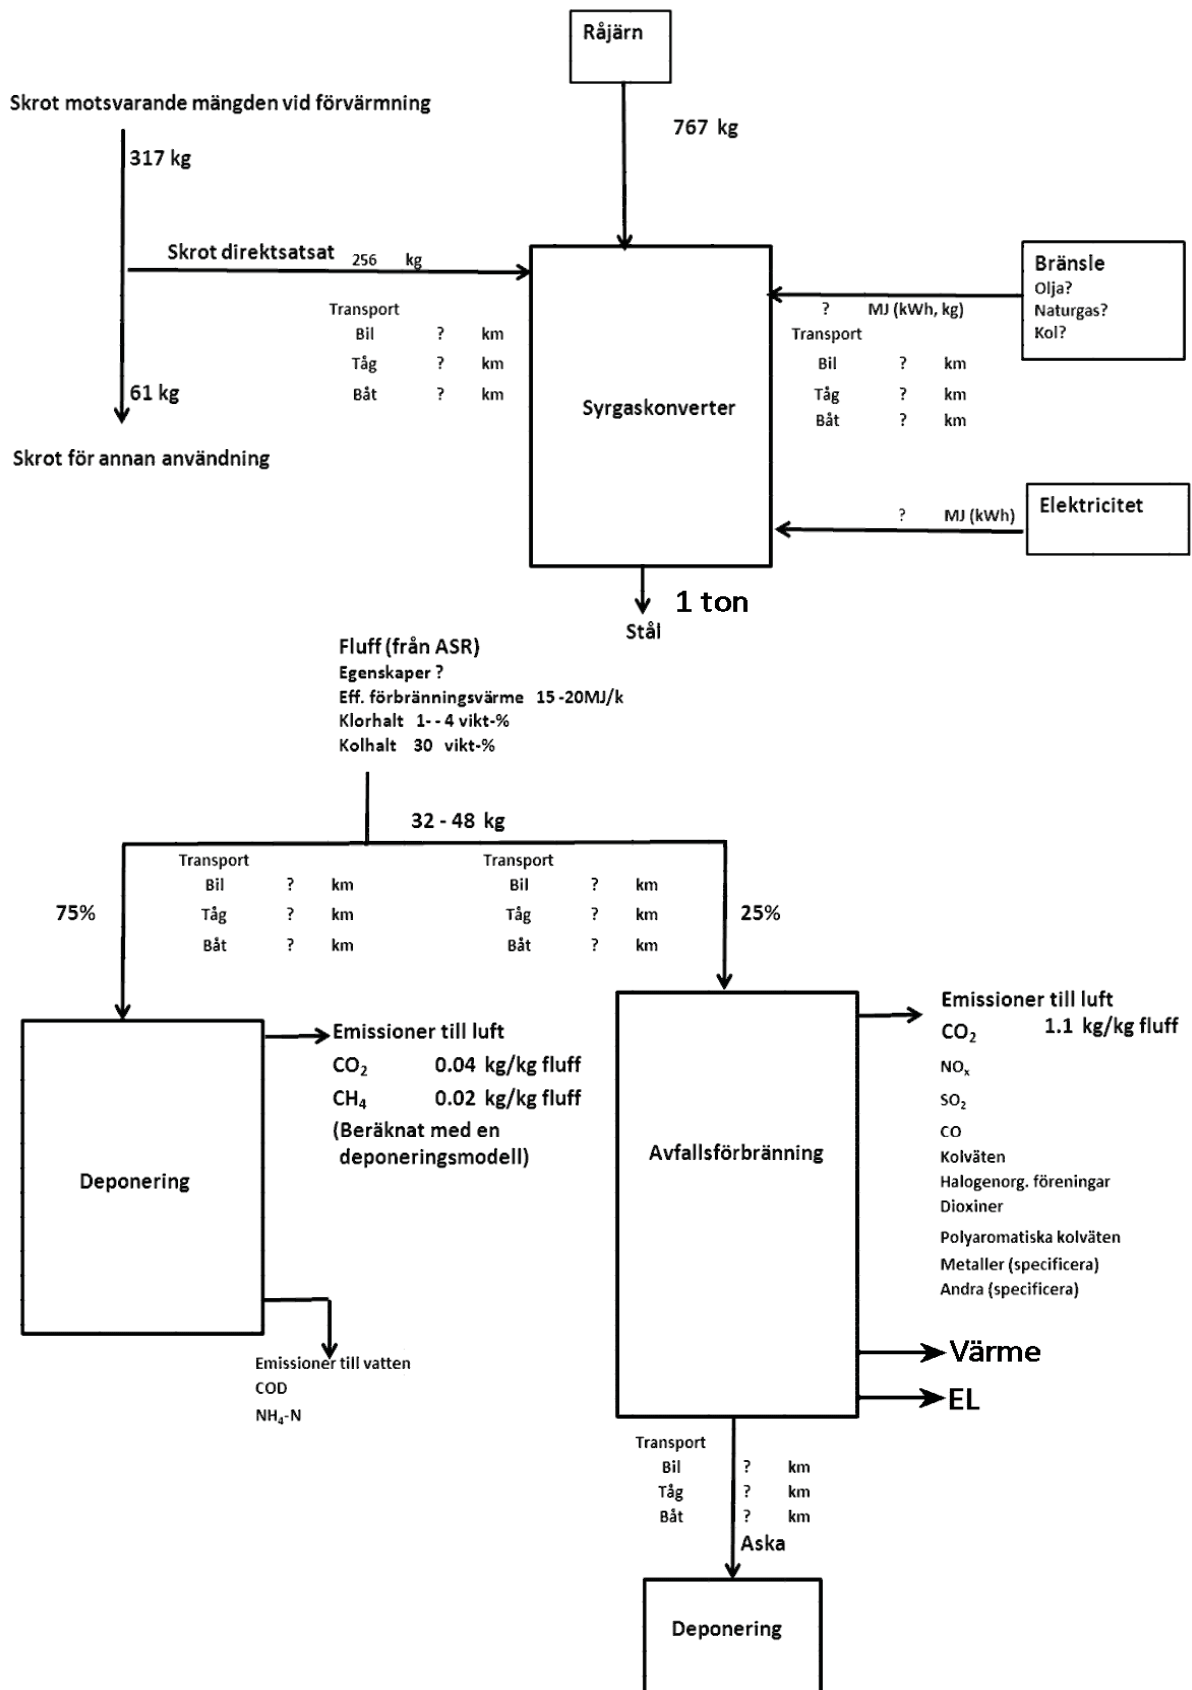 Råjärn
Skrot motsvarande mängden vid förvärmning
767 kg
317 kg
Skrot direktsatsat 256 kg
Transport
Bil ? km
Tåg ? km
Båt ? km
61 kg
Skrot för annan användning
Syrgaskonverter
Bränsle
Olja?
Naturgas?
Kol?
? MJ (kWh, kg)
Transport
Bil ? km
Tåg ? km
Båt ? km
Elektricitet
? MJ (kWh)
1 ton
Stål
Fluff (från ASR)
Egenskaper ?
Eff. förbränningsvärme 15 -20MJ/k
Klorhalt 1- - 4 vikt-%
Kolhalt 30 vikt-%
32 - 48 kg
Transport
Bil ? km
Tåg ? km
Båt ? km
Transport
Bil ? km
Tåg ? km
Båt ? km
75%
25%
Deponering
Emissioner till luft
CO₂ 0.04 kg/kg fluff
CH₄ 0.02 kg/kg fluff
(Beräknat med en
deponeringsmodell)
Emissioner till vatten
COD
NH₄-N
Avfallsförbränning
Emissioner till luft
CO₂ 1.1 kg/kg fluff
NOₓ
SO₂
CO
Kolväten
Halogenorg. föreningar
Dioxiner
Polyaromatiska kolväten
Metaller (specificera)
Andra (specificera)
Värme
EL
Transport
Bil ? km
Tåg ? km
Båt ? km
Aska
Deponering